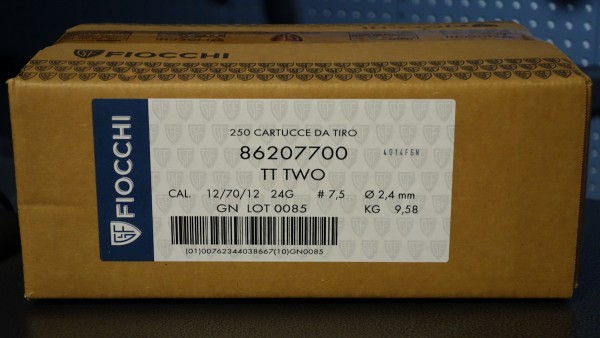 FIOCCHI
FIOCCHI
250 CARTUCCE DA TIRO
86207700
4014FGN
TT TWO
CAL. 12/70/12 24G # 7,5 Ø 2,4 mm
GN LOT 0085 KG 9,58
(01)00762344038667(10)GN0085